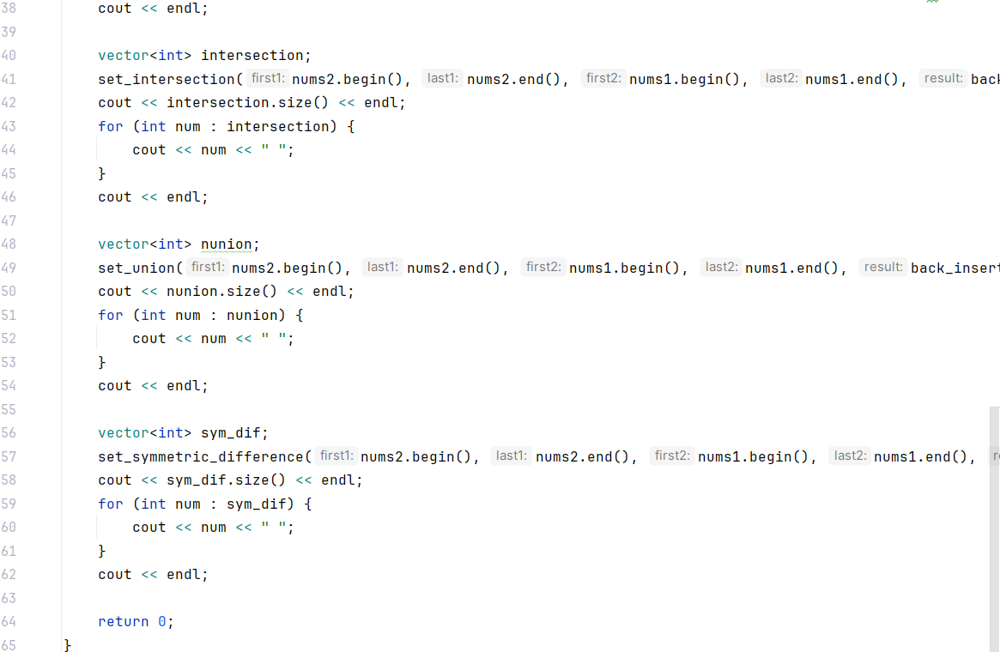 38 cout << endl;
39
40 vector<int> intersection;
41 set_intersection( first1: nums2.begin(), last1: nums2.end(), first2: nums1.begin(), last2: nums1.end(), result: back
42 cout << intersection.size() << endl;
43 for (int num : intersection) {
44 cout << num << " ";
45 }
46 cout << endl;
47
48 vector<int> nunion;
49 set_union( first1: nums2.begin(), last1: nums2.end(), first2: nums1.begin(), last2: nums1.end(), result: back_insert
50 cout << nunion.size() << endl;
51 for (int num : nunion) {
52 cout << num << " ";
53 }
54 cout << endl;
55
56 vector<int> sym_dif;
57 set_symmetric_difference( first1: nums2.begin(), last1: nums2.end(), first2: nums1.begin(), last2: nums1.end(),
58 cout << sym_dif.size() << endl;
59 for (int num : sym_dif) {
60 cout << num << " ";
61 }
62 cout << endl;
63
64 return 0;
65 }